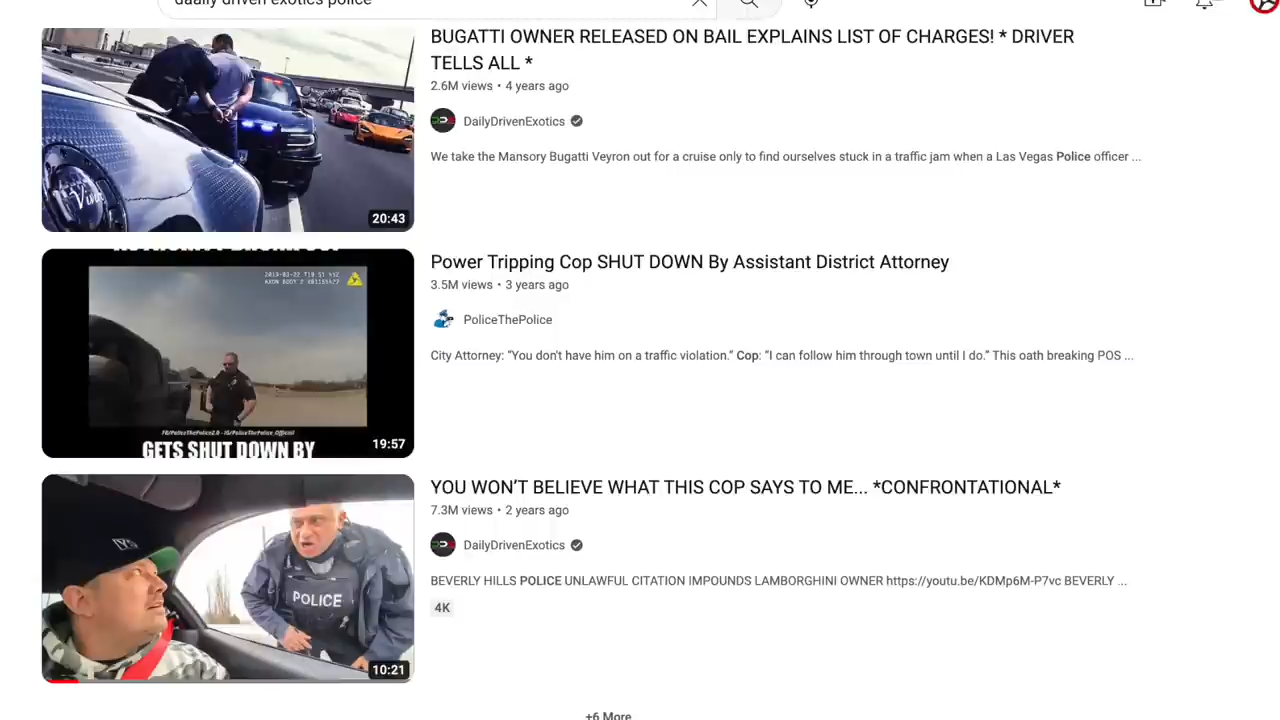 daaily driven exotics police
BUGATTI OWNER RELEASED ON BAIL EXPLAINS LIST OF CHARGES! * DRIVER
TELLS ALL *
2.6M views • 4 years ago
DailyDrivenExotics
We take the Mansory Bugatti Veyron out for a cruise only to find ourselves stuck in a traffic jam when a Las Vegas Police officer ...
20:43
Power Tripping Cop SHUT DOWN By Assistant District Attorney
3.5M views • 3 years ago
PoliceThePolice
City Attorney: “You don't have him on a traffic violation.” Cop: “I can follow him through town until I do.” This oath breaking POS ...
GETS SHUT DOWN BY
19:57
YOU WON’T BELIEVE WHAT THIS COP SAYS TO ME... *CONFRONTATIONAL*
7.3M views • 2 years ago
DailyDrivenExotics
BEVERLY HILLS POLICE UNLAWFUL CITATION IMPOUNDS LAMBORGHINI OWNER https://youtu.be/KDMp6M-P7vc BEVERLY ...
4K
POLICE
10:21
+6 More